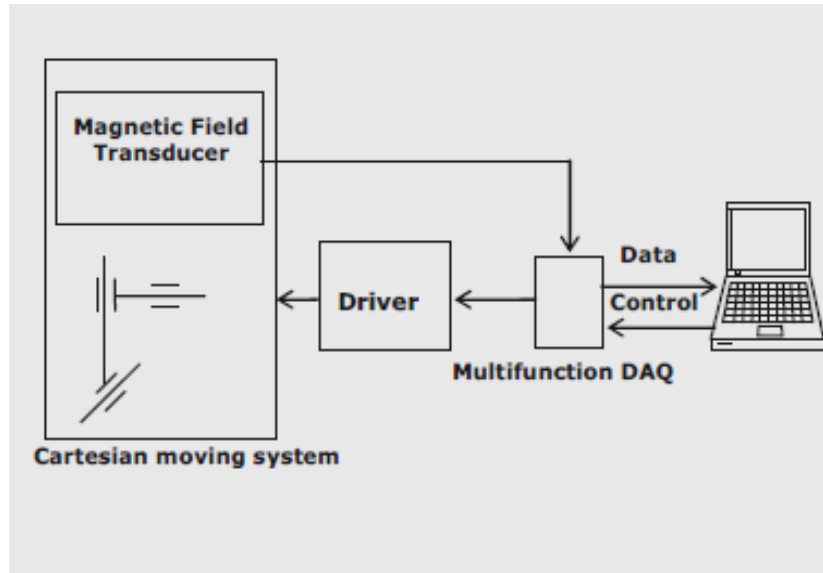 Magnetic Field
Transducer
Driver
Data
Control
Multifunction DAQ
Cartesian moving system